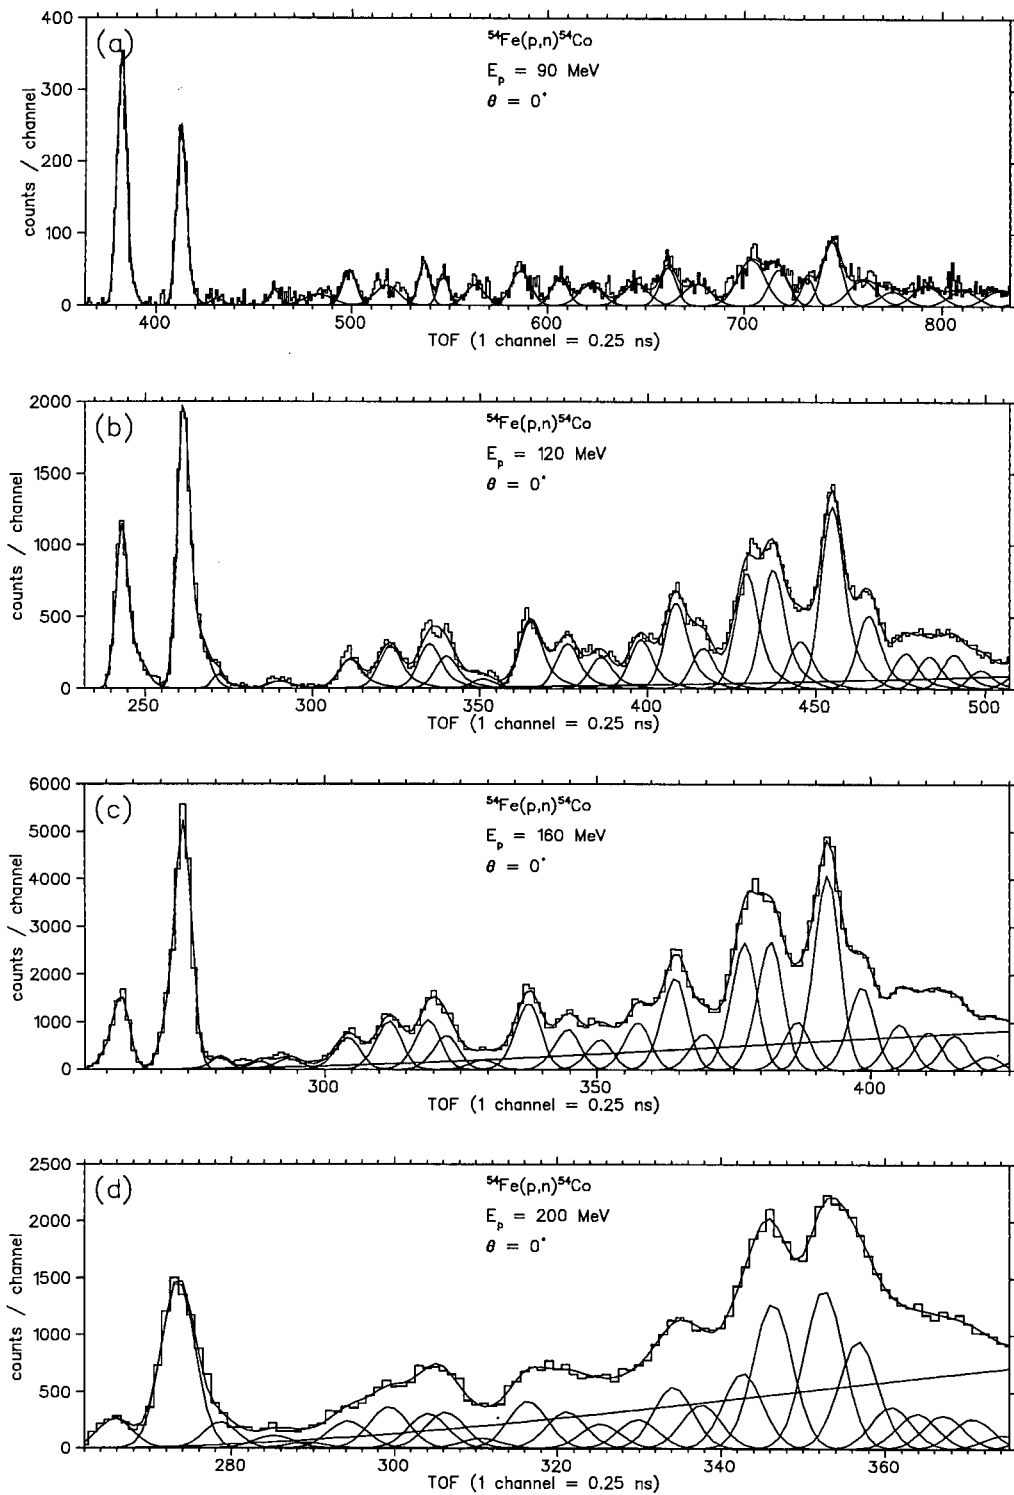 (a)
⁵⁴Fe(p,n)⁵⁴Co
E_p = 90 MeV
θ = 0°
counts / channel
400
300
200
100
0
400 500 600 700 800
TOF (1 channel = 0.25 ns)
(b)
⁵⁴Fe(p,n)⁵⁴Co
E_p = 120 MeV
θ = 0°
counts / channel
2000
1500
1000
500
0
250 300 350 400 450 500
TOF (1 channel = 0.25 ns)
(c)
⁵⁴Fe(p,n)⁵⁴Co
E_p = 160 MeV
θ = 0°
counts / channel
6000
5000
4000
3000
2000
1000
0
300 350 400
TOF (1 channel = 0.25 ns)
(d)
⁵⁴Fe(p,n)⁵⁴Co
E_p = 200 MeV
θ = 0°
counts / channel
2500
2000
1500
1000
500
0
280 300 320 340 360
TOF (1 channel = 0.25 ns)